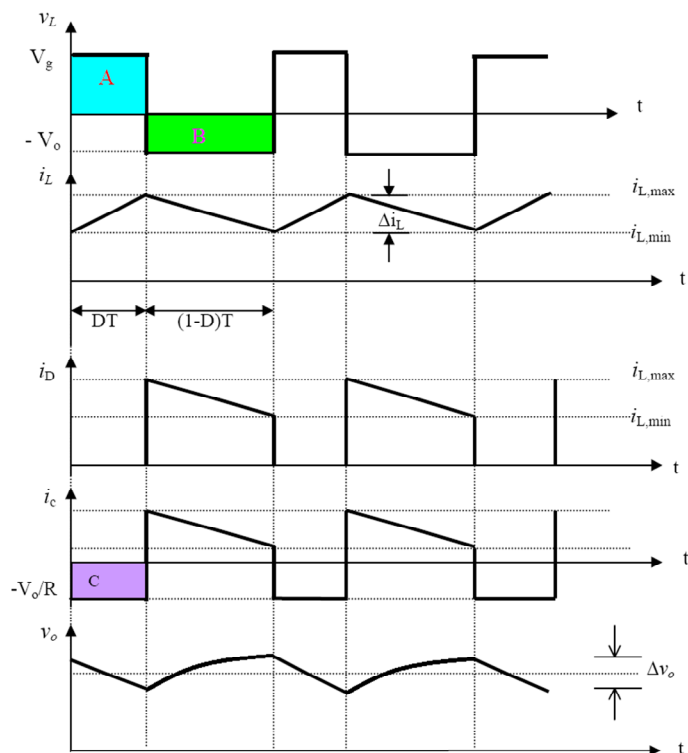 v_L
V_g
A
t
- V_o
B
i_L
i_L,max
Δi_L
i_L,min
t
DT
(1-D)T
i_D
i_L,max
i_L,min
t
i_c
t
C
-V_o/R
v_o
Δv_o
t